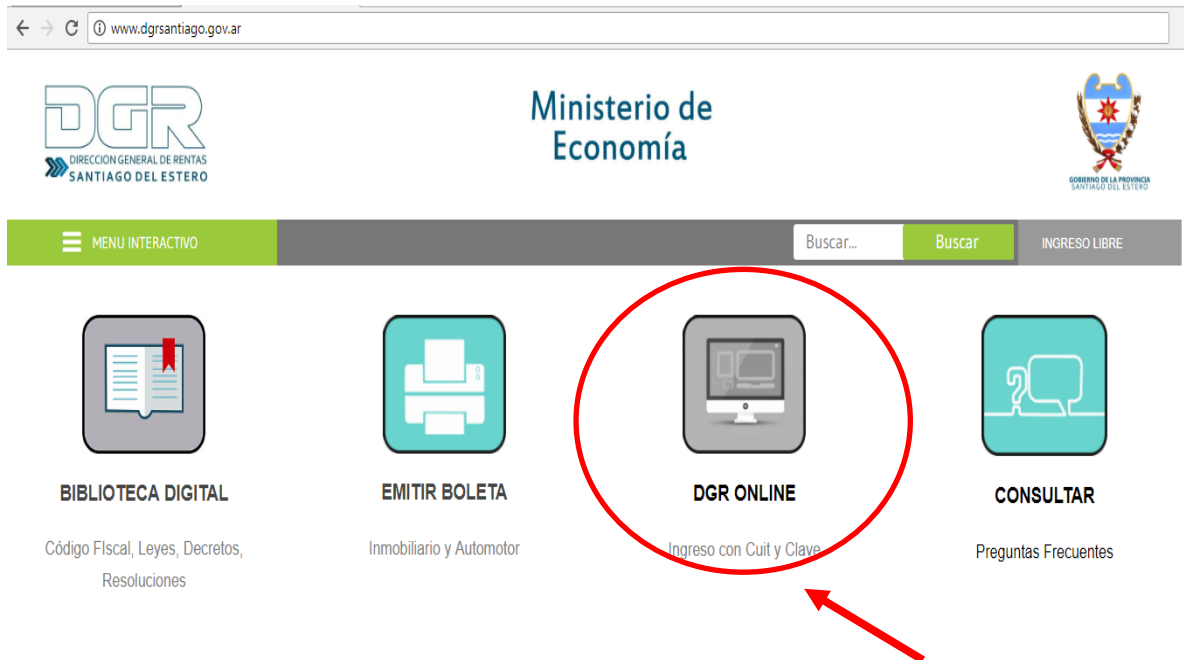 www.dgrsantiago.gov.ar
DGR
DIRECCION GENERAL DE RENTAS
SANTIAGO DEL ESTERO
Ministerio de
Economía
GOBIERNO DE LA PROVINCIA
SANTIAGO DEL ESTERO
MENU INTERACTIVO
Buscar...
Buscar
INGRESO LIBRE
BIBLIOTECA DIGITAL
EMITIR BOLETA
DGR ONLINE
CONSULTAR
Código FIscal, Leyes, Decretos,
Resoluciones
Inmobiliario y Automotor
Ingreso con Cuit y Clave
Preguntas Frecuentes